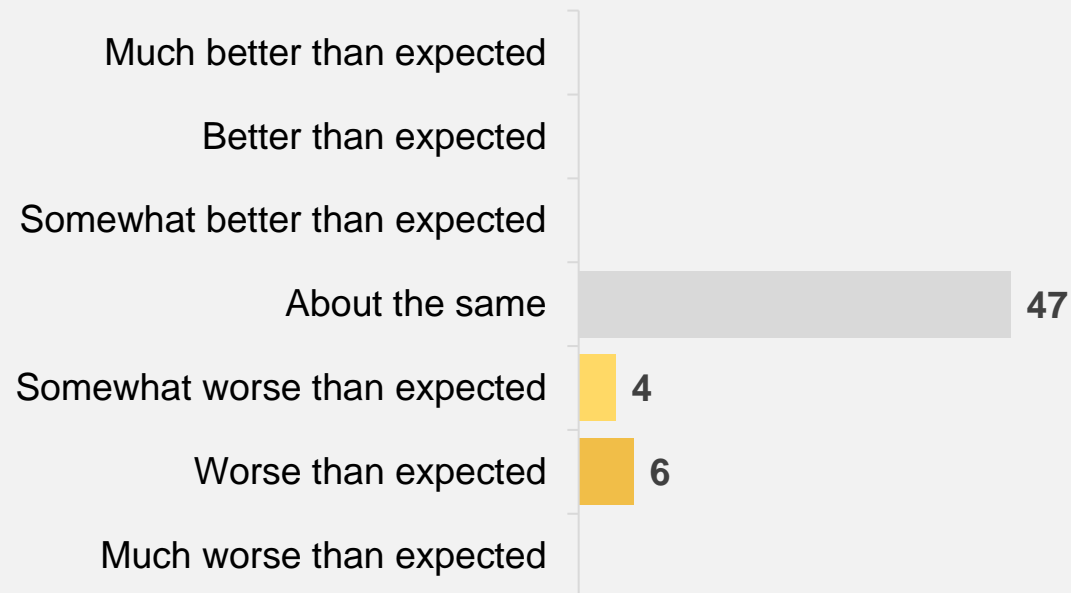 Much better than expected
Better than expected
Somewhat better than expected
About the same 47
Somewhat worse than expected 4
Worse than expected 6
Much worse than expected